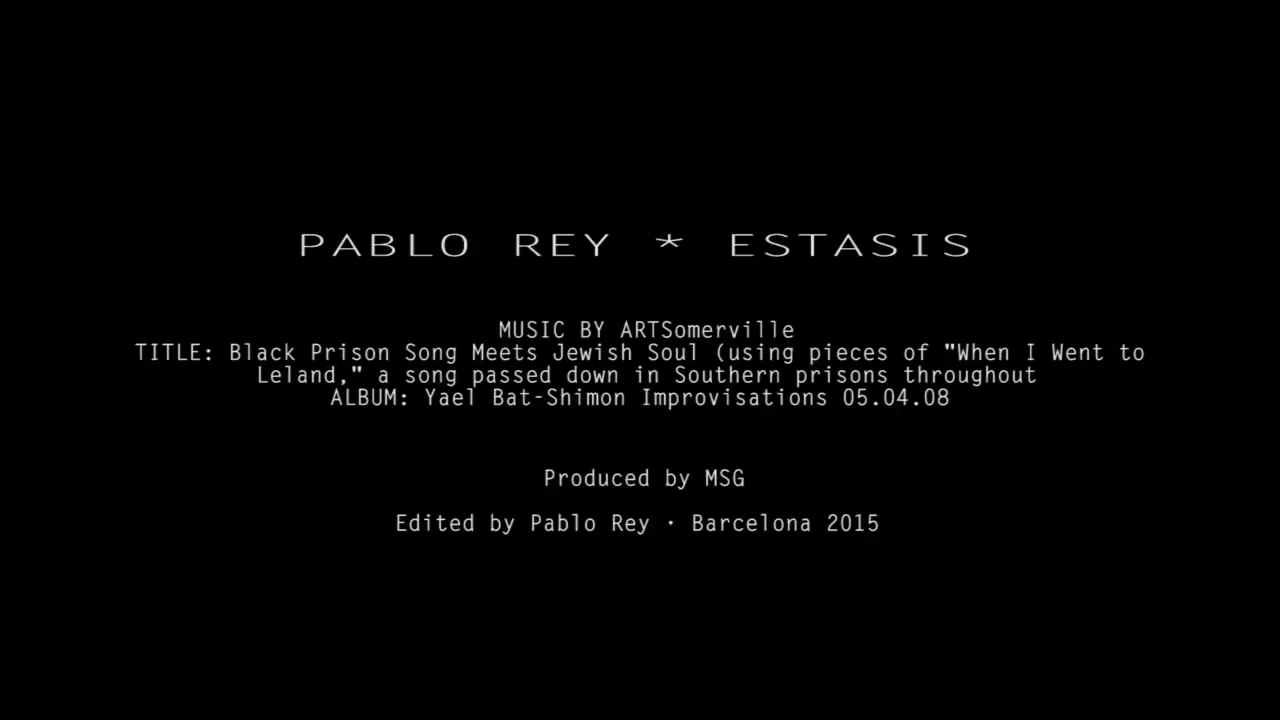 PABLO REY * ESTASIS
MUSIC BY ARTSomerville
TITLE: Black Prison Song Meets Jewish Soul (using pieces of "When I Went to
Leland," a song passed down in Southern prisons throughout
ALBUM: Yael Bat-Shimon Improvisations 05.04.08
Produced by MSG
Edited by Pablo Rey · Barcelona 2015